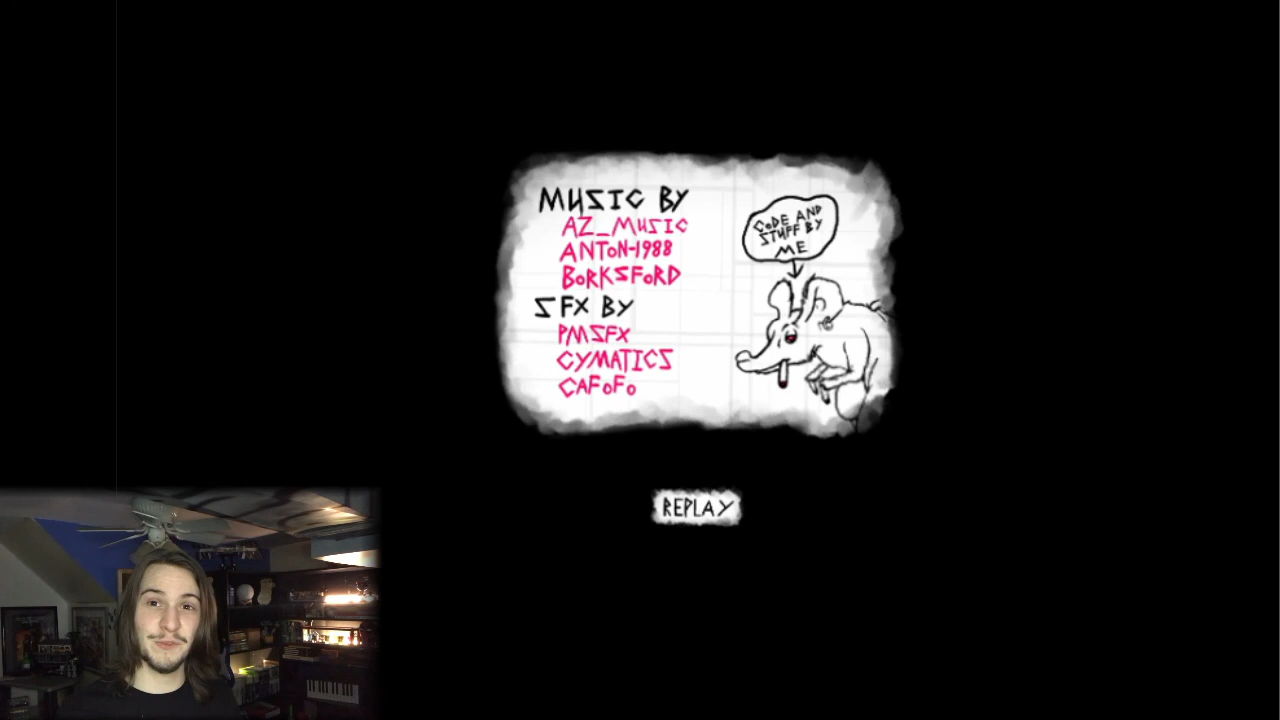 MUSIC BY
AZ_MUSIC
ANTON-1988
BORKSFORD
SFX BY
PMSFX
CYMATICS
CAFOFO
CODE AND
STUFF BY
ME
REPLAY